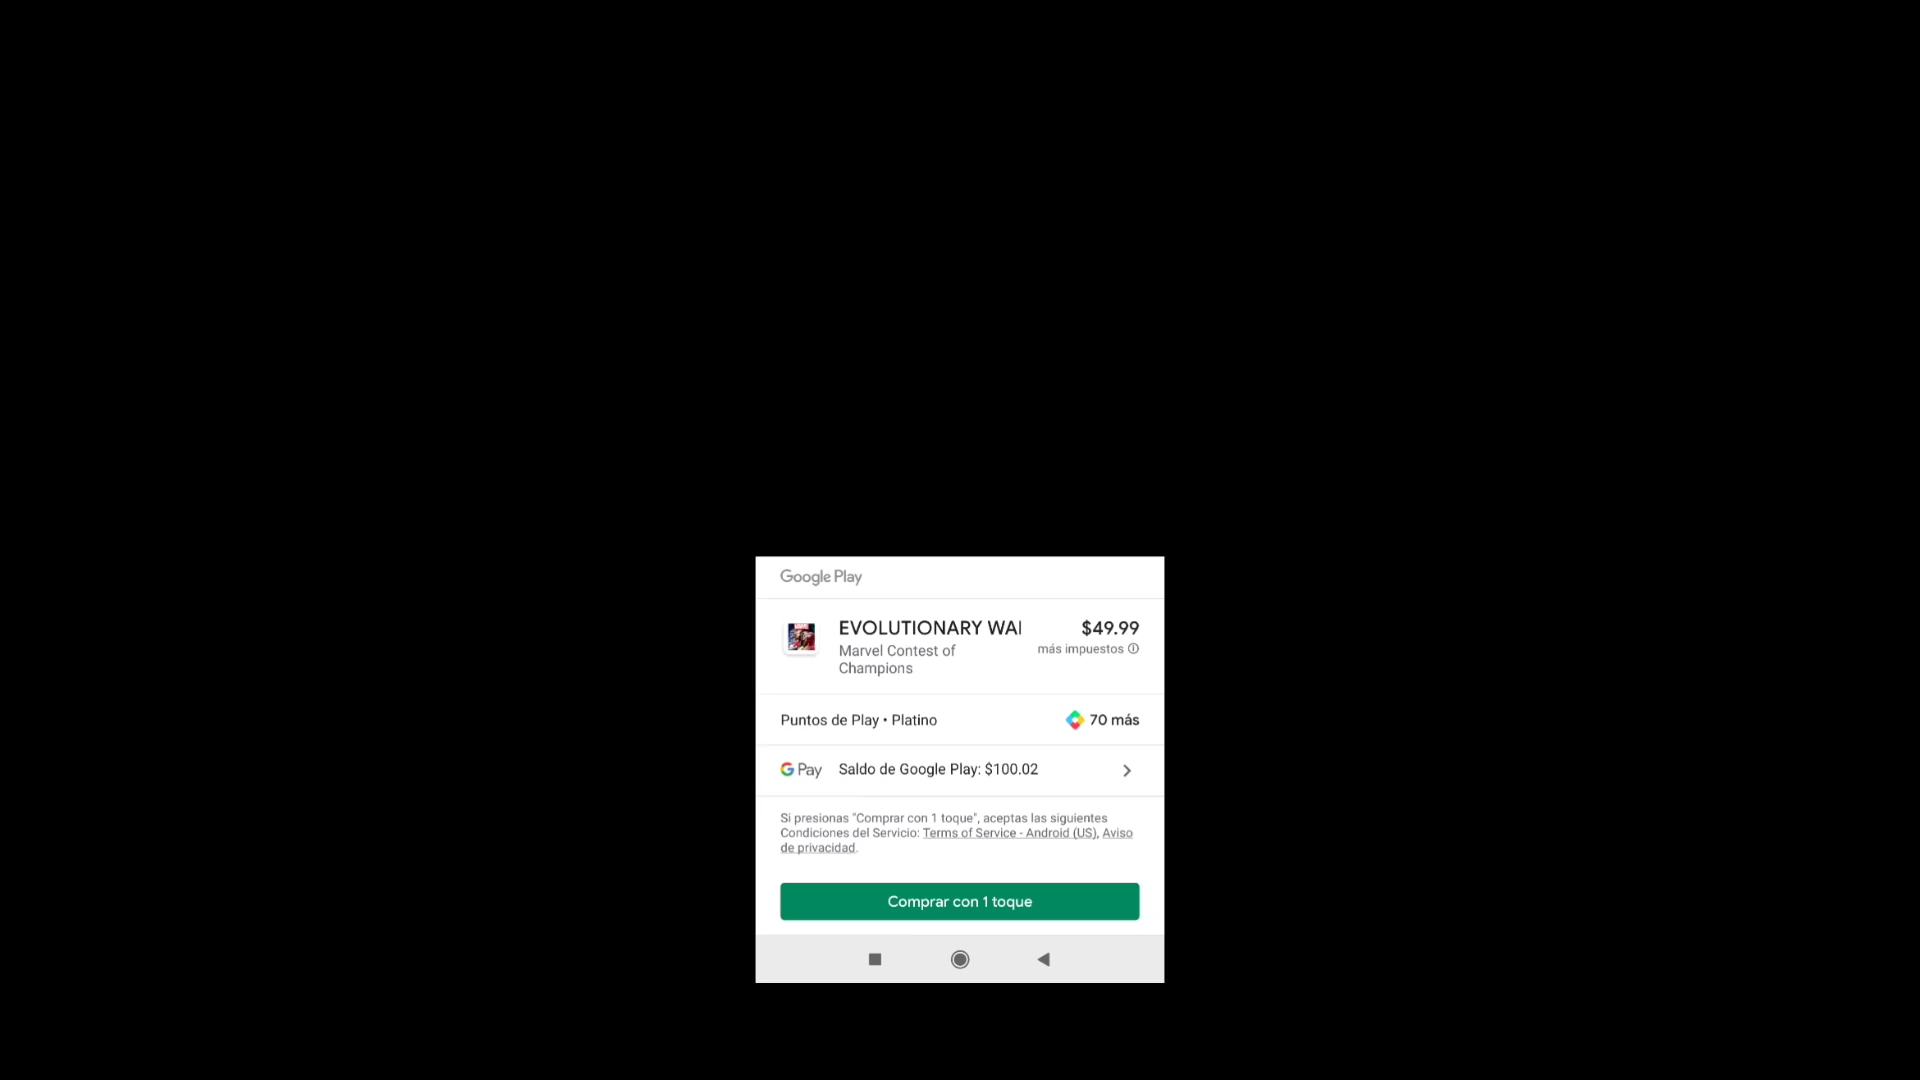 Google Play
EVOLUTIONARY
$49.99
Marvel Contest of
Champions
más impuestos
Puntos de Play • Platino
70 más
G Pay
Saldo de Google Play: $100.02
Si presionas "Comprar con 1 toque", aceptas las siguientes
Condiciones del Servicio: Terms of Service - Android (US), Aviso
de privacidad.
Comprar con 1 toque